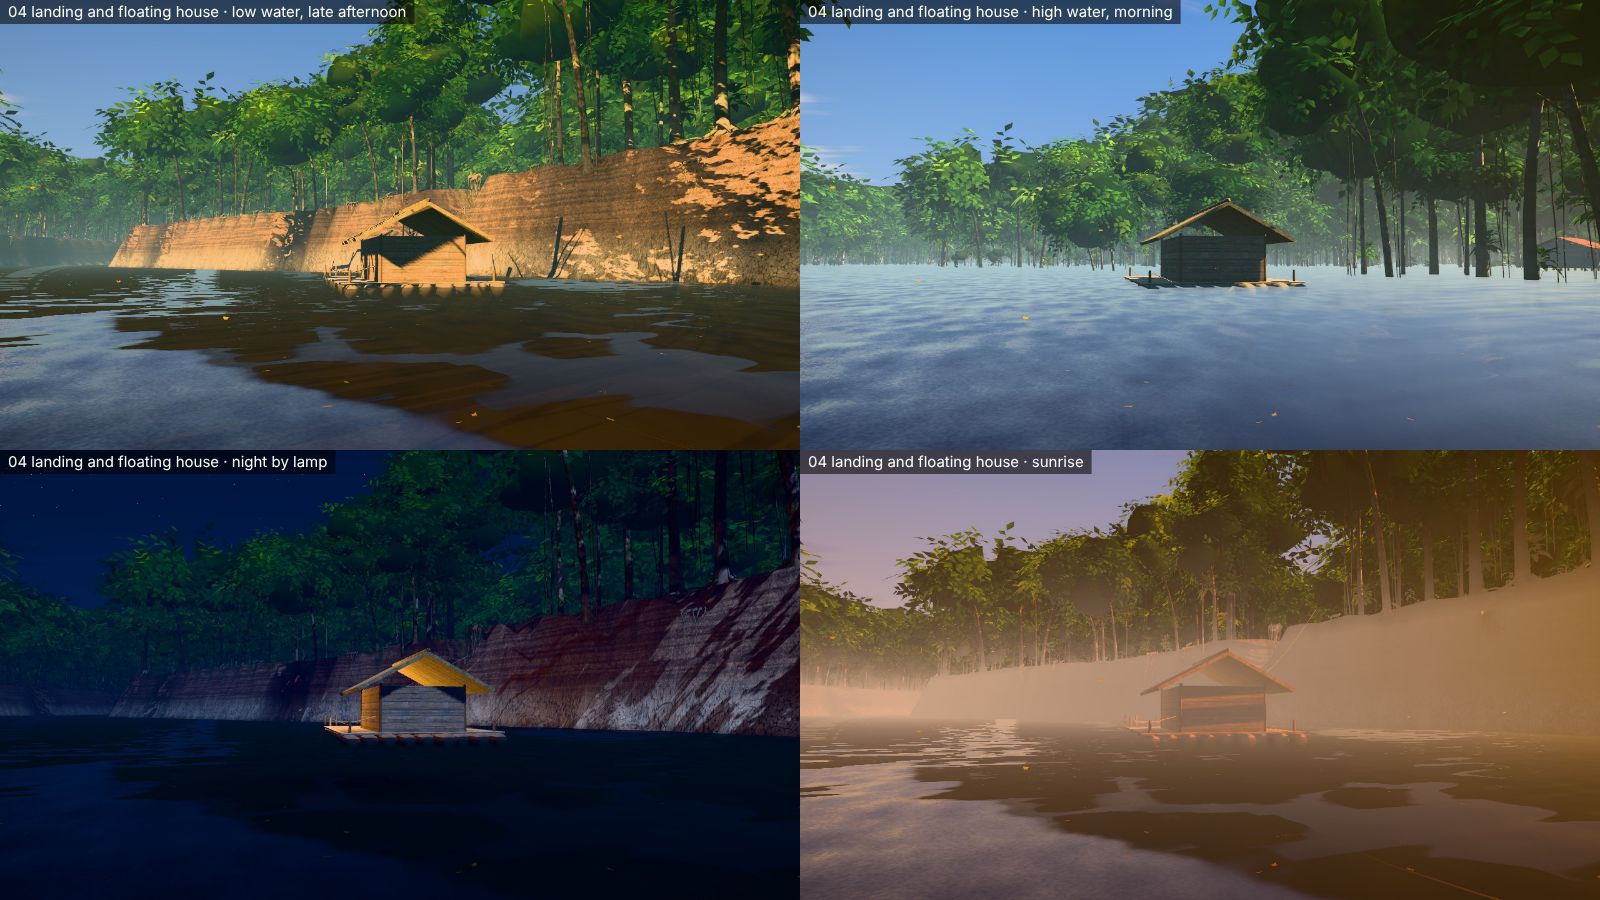 04 landing and floating house · low water, late afternoon
04 landing and floating house · high water, morning
04 landing and floating house · night by lamp
04 landing and floating house · sunrise